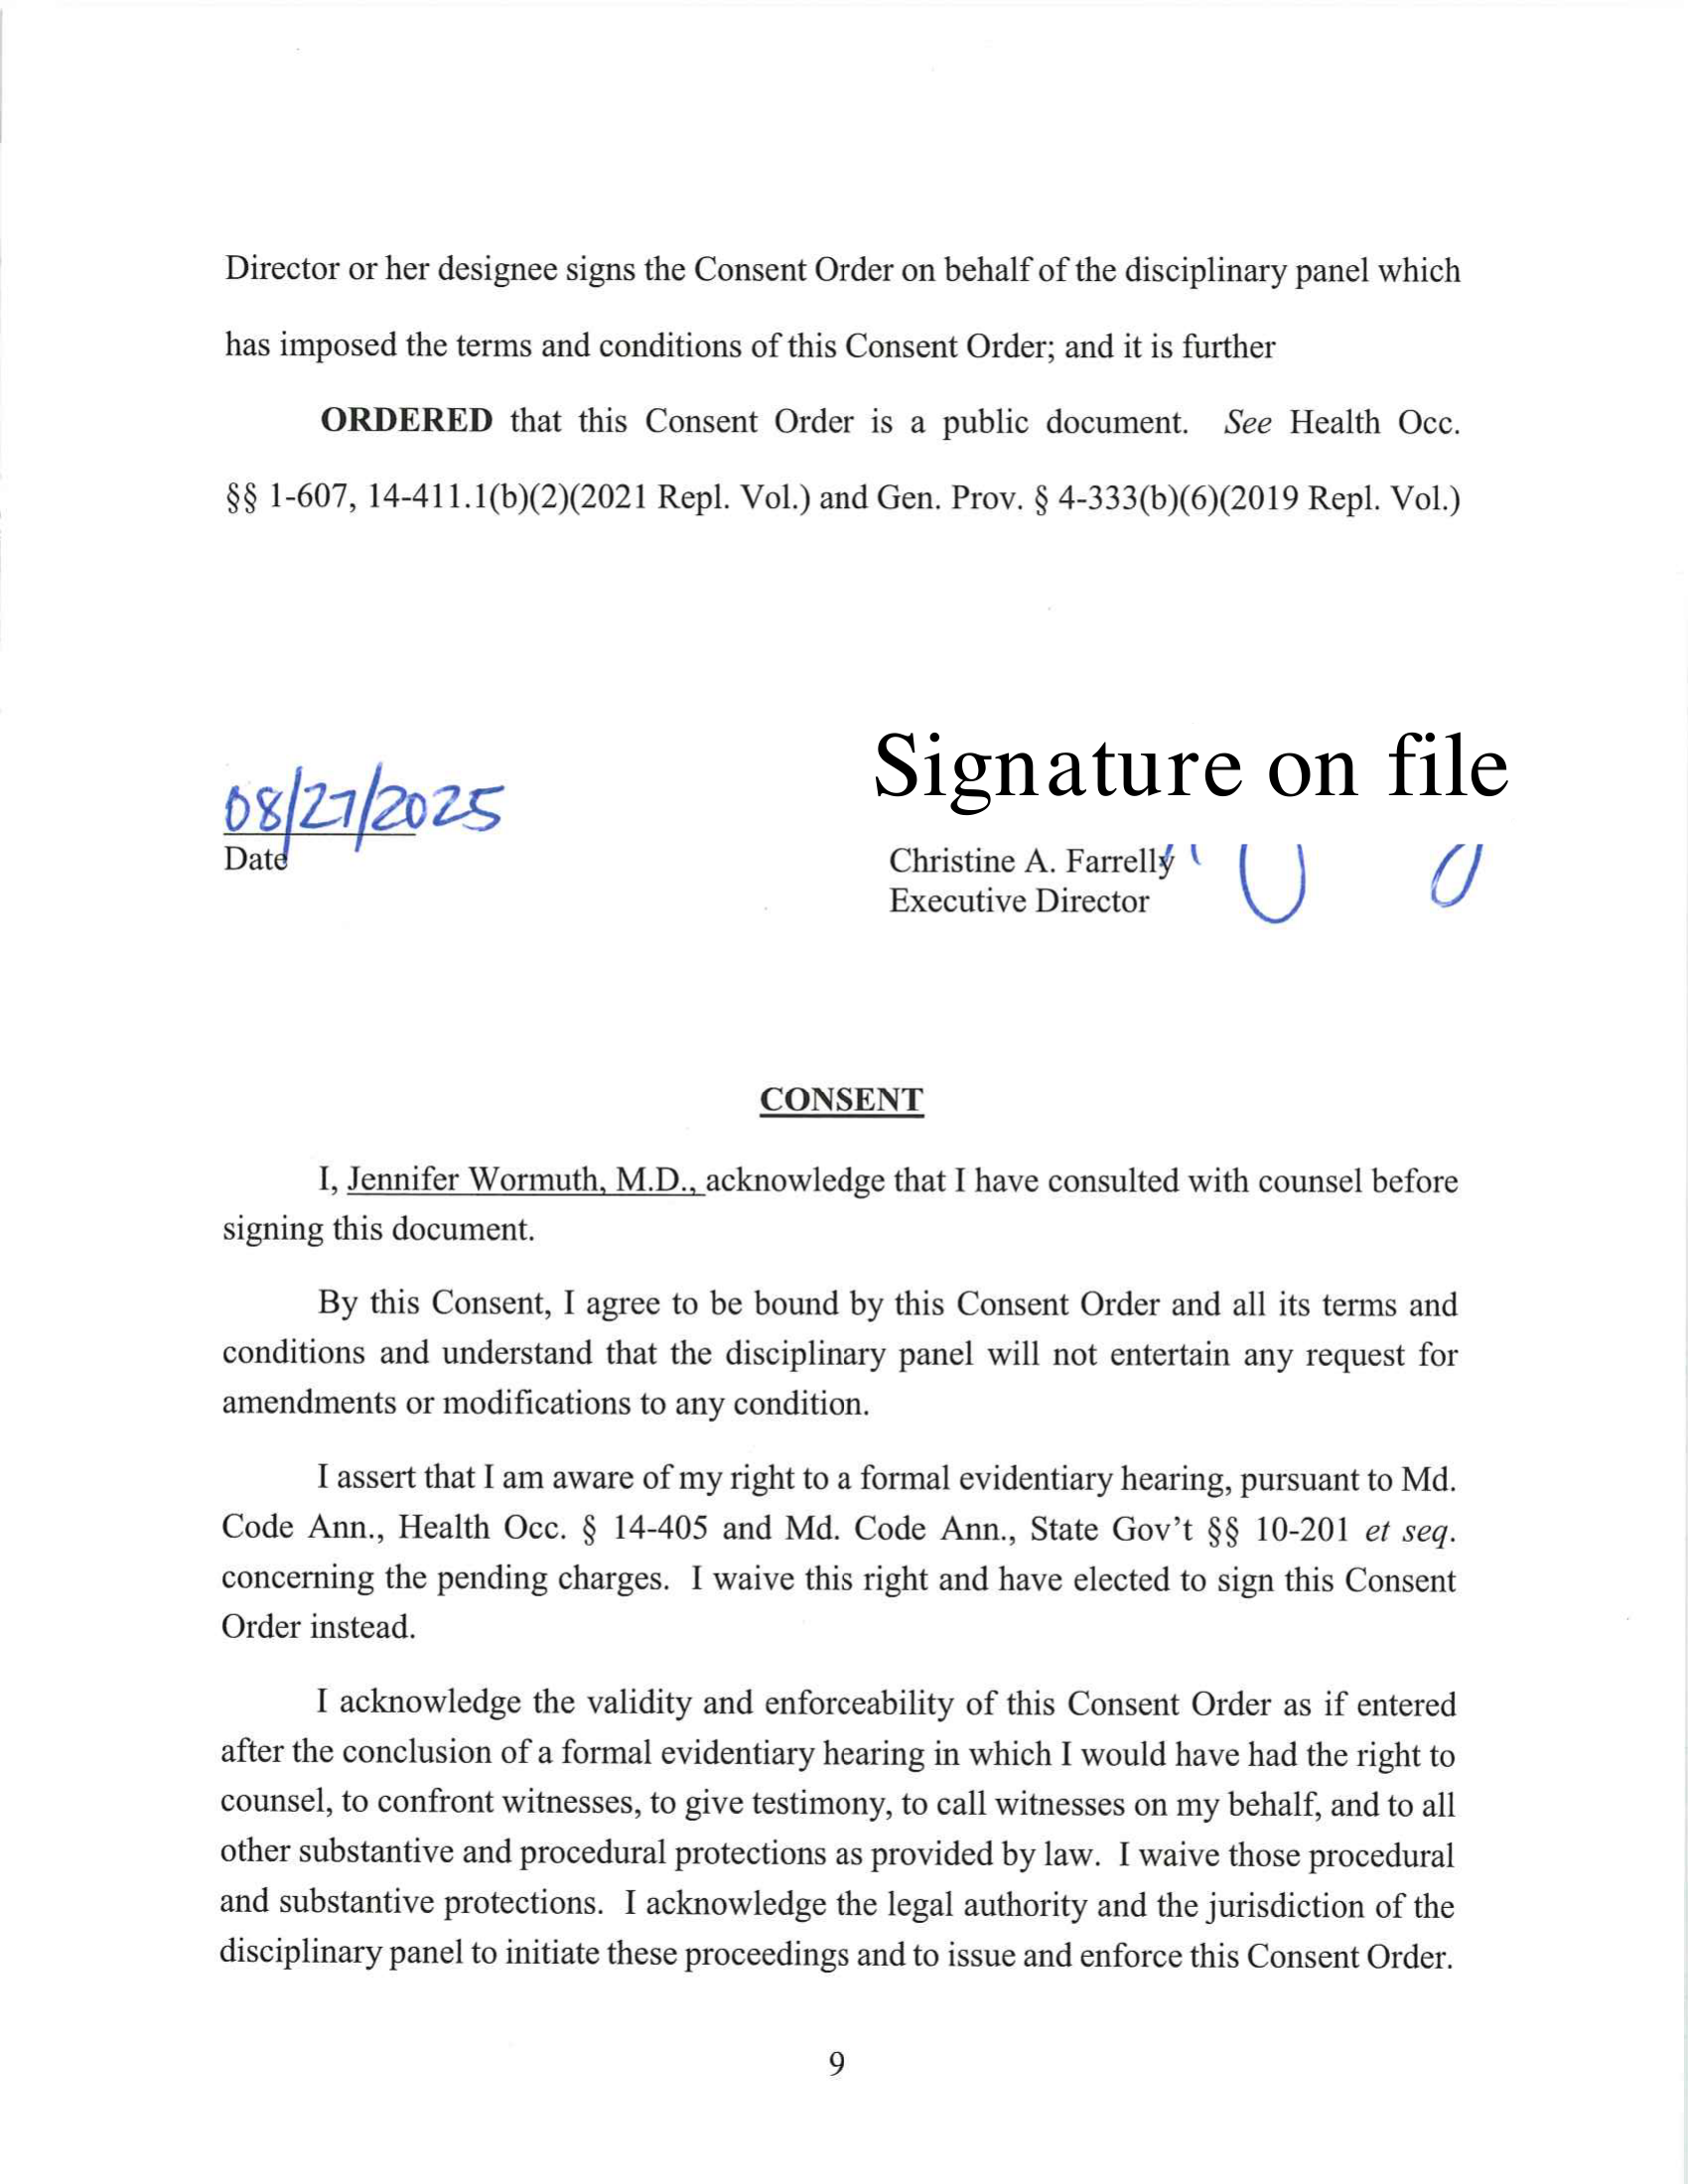 Director or her designee signs the Consent Order on behalf of the disciplinary panel which
has imposed the terms and conditions of this Consent Order; and it is further
ORDERED that this Consent Order is a public document. See Health Occ.
§§ 1-607, 14-411.1(b)(2)(2021 Repl. Vol.) and Gen. Prov. § 4-333(b)(6)(2019 Repl. Vol.)
Signature on file
08/27/2025
Date
Christine A. Farrelly
Executive Director
CONSENT
I, Jennifer Wormuth, M.D., acknowledge that I have consulted with counsel before
signing this document.
By this Consent, I agree to be bound by this Consent Order and all its terms and
conditions and understand that the disciplinary panel will not entertain any request for
amendments or modifications to any condition.
I assert that I am aware of my right to a formal evidentiary hearing, pursuant to Md.
Code Ann., Health Occ. § 14-405 and Md. Code Ann., State Gov't §§ 10-201 et seq.
concerning the pending charges. I waive this right and have elected to sign this Consent
Order instead.
I acknowledge the validity and enforceability of this Consent Order as if entered
after the conclusion of a formal evidentiary hearing in which I would have had the right to
counsel, to confront witnesses, to give testimony, to call witnesses on my behalf, and to all
other substantive and procedural protections as provided by law. I waive those procedural
and substantive protections. I acknowledge the legal authority and the jurisdiction of the
disciplinary panel to initiate these proceedings and to issue and enforce this Consent Order.
9